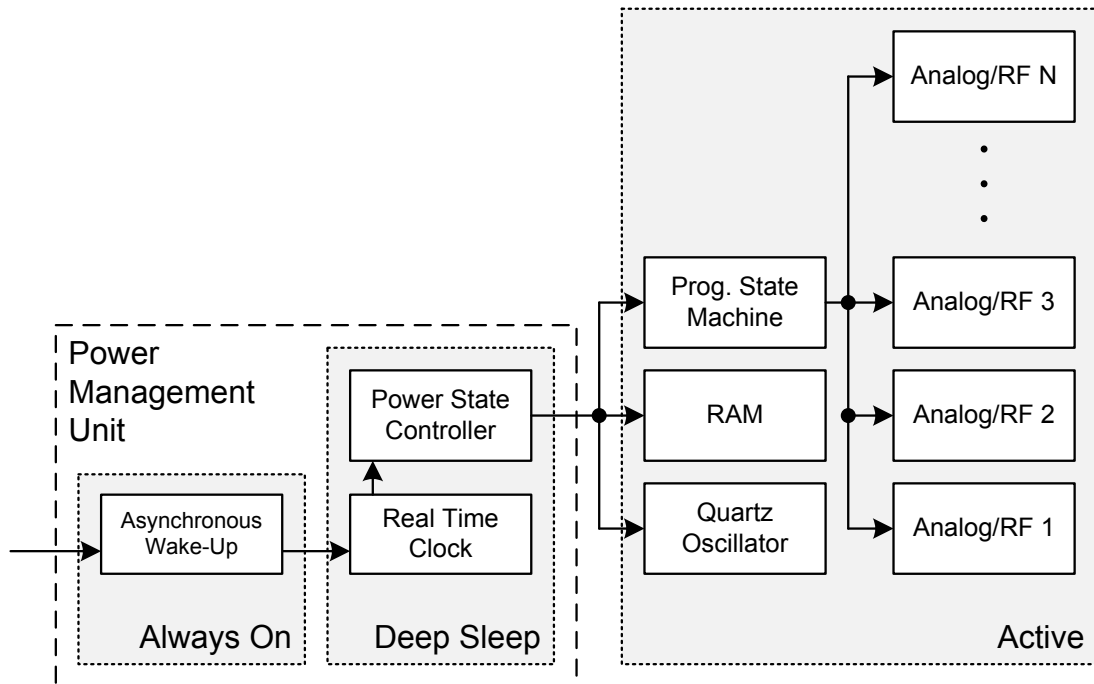 Power
Management
Unit
Asynchronous
Wake-Up
Always On
Power State
Controller
Real Time
Clock
Deep Sleep
Prog. State
Machine
RAM
Quartz
Oscillator
Analog/RF N
Analog/RF 3
Analog/RF 2
Analog/RF 1
Active